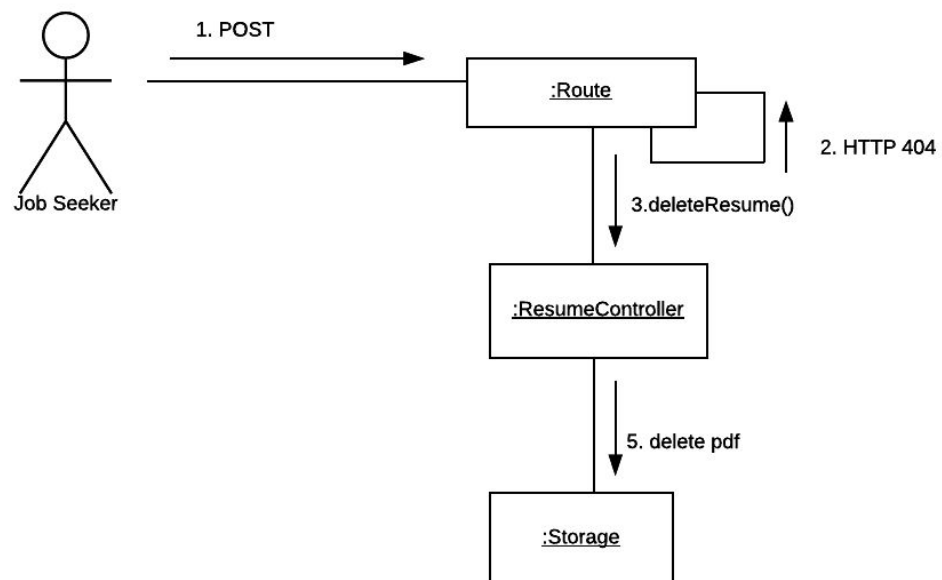 1. POST
:Route
2. HTTP 404
Job Seeker
3.deleteResume()
:ResumeController
5. delete pdf
:Storage